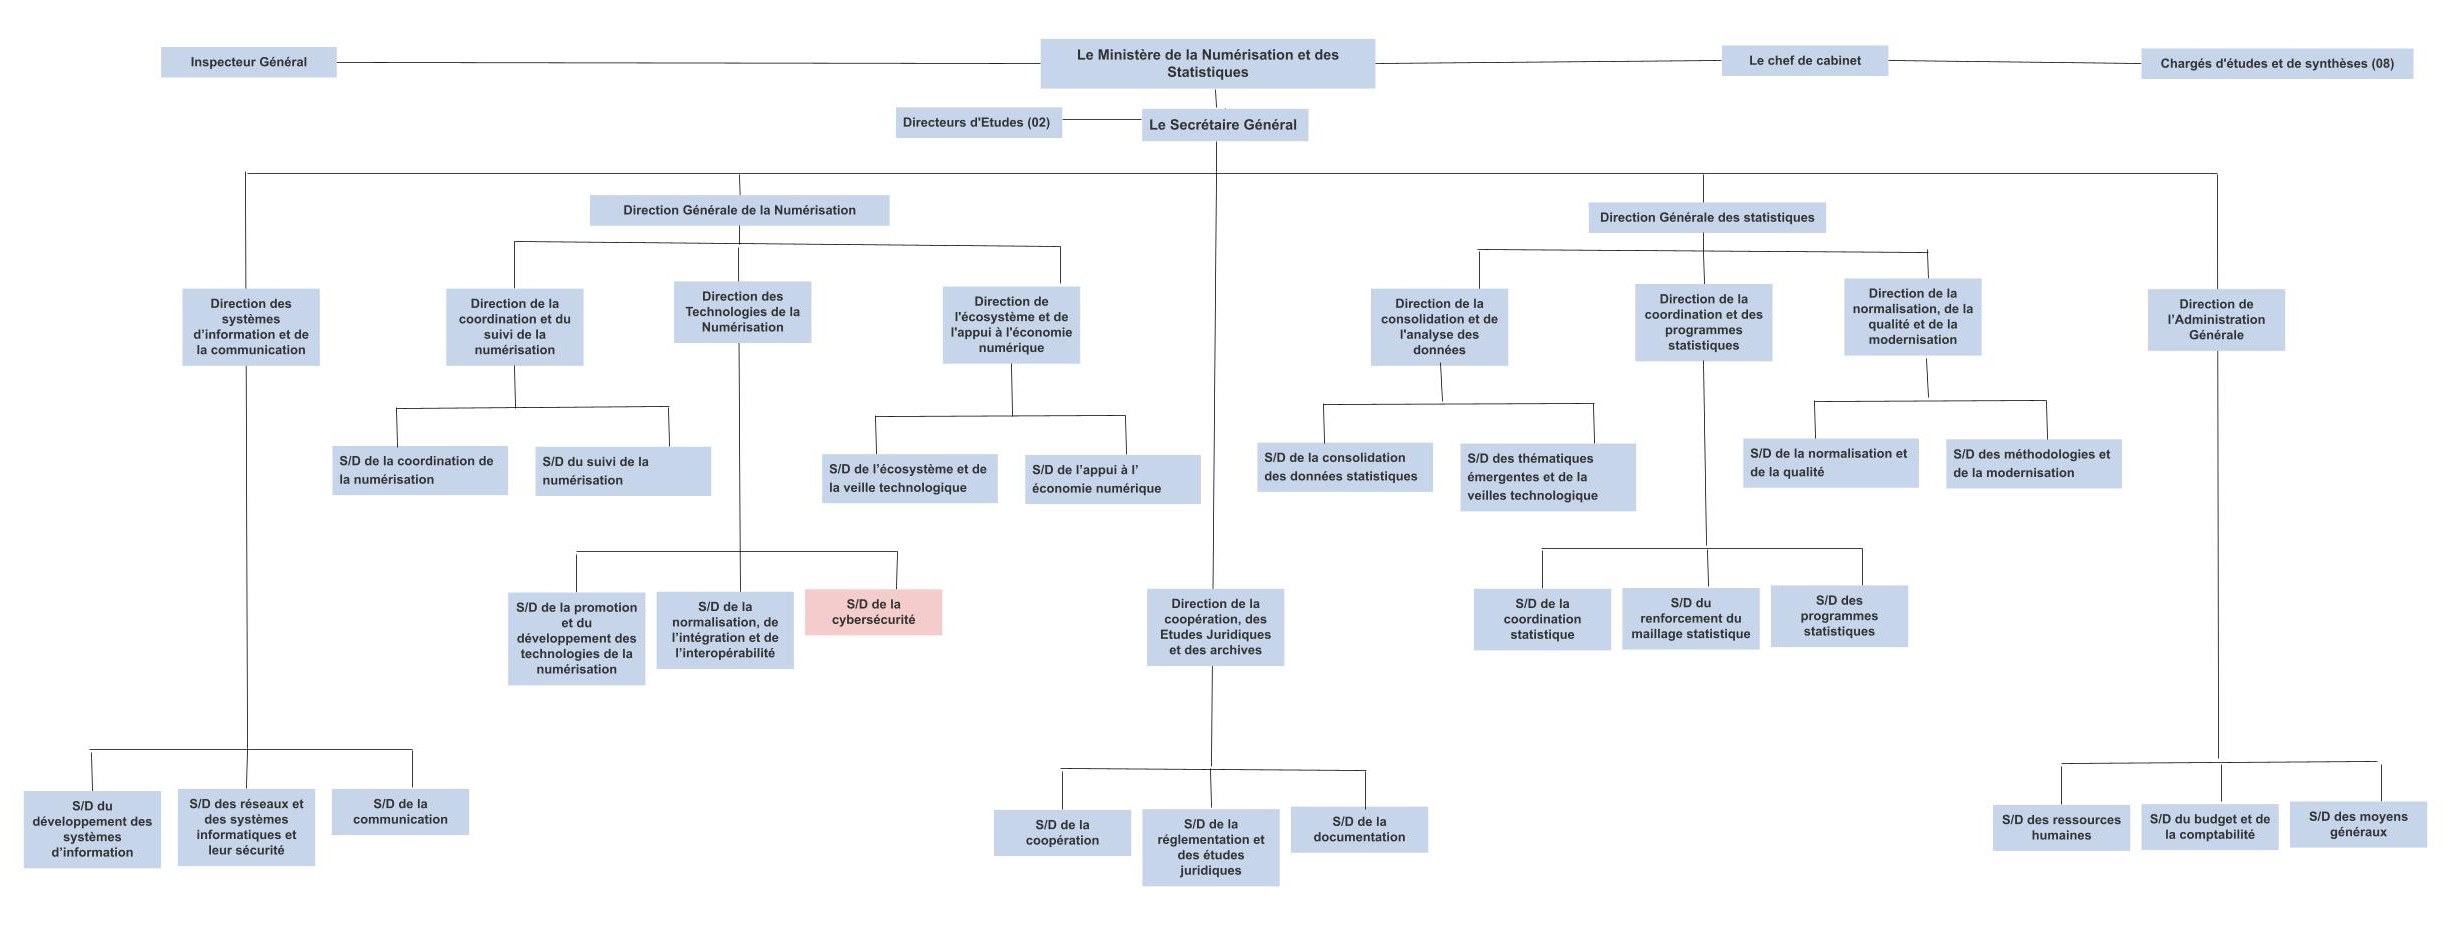 Inspecteur Général
Le Ministère de la Numérisation et des
Statistiques
Le chef de cabinet
Chargés d'études et de synthèses (08)
Directeurs d'Etudes (02)
Le Secrétaire Général
Direction Générale de la Numérisation
Direction Générale des statistiques
Direction des
systèmes
d’information et de
la communication
Direction de la
coordination et du
suivi de la
numérisation
Direction des
Technologies de la
Numérisation
Direction de
l'écosystème et de
l'appui à l'économie
numérique
Direction de la
consolidation et de
l'analyse des
données
Direction de la
coordination et des
programmes
statistiques
Direction de la
normalisation, de la
qualité et de la
modernisation
Direction de
l’Administration
Générale
S/D de la coordination de
la numérisation
S/D du suivi de la
numérisation
S/D de l’écosystème et de
la veille technologique
S/D de l’appui à l’
économie numérique
S/D de la consolidation
des données statistiques
S/D des thématiques
émergentes et de la
veilles technologique
S/D de la normalisation et
de la qualité
S/D des méthodologies et
de la modernisation
S/D de la promotion
et du
développement des
technologies de la
numérisation
S/D de la
normalisation, de
l’intégration et de
l’interopérabilité
S/D de la
cybersécurité
Direction de la
coopération, des
Etudes Juridiques
et des archives
S/D de la
coordination
statistique
S/D du
renforcement du
maillage statistique
S/D des
programmes
statistiques
S/D du
développement des
systèmes
d’information
S/D des réseaux et
des systèmes
informatiques et
leur sécurité
S/D de la
communication
S/D de la
coopération
S/D de la
réglementation et
des études
juridiques
S/D de la
documentation
S/D des ressources
humaines
S/D du budget et de
la comptabilité
S/D des moyens
généraux